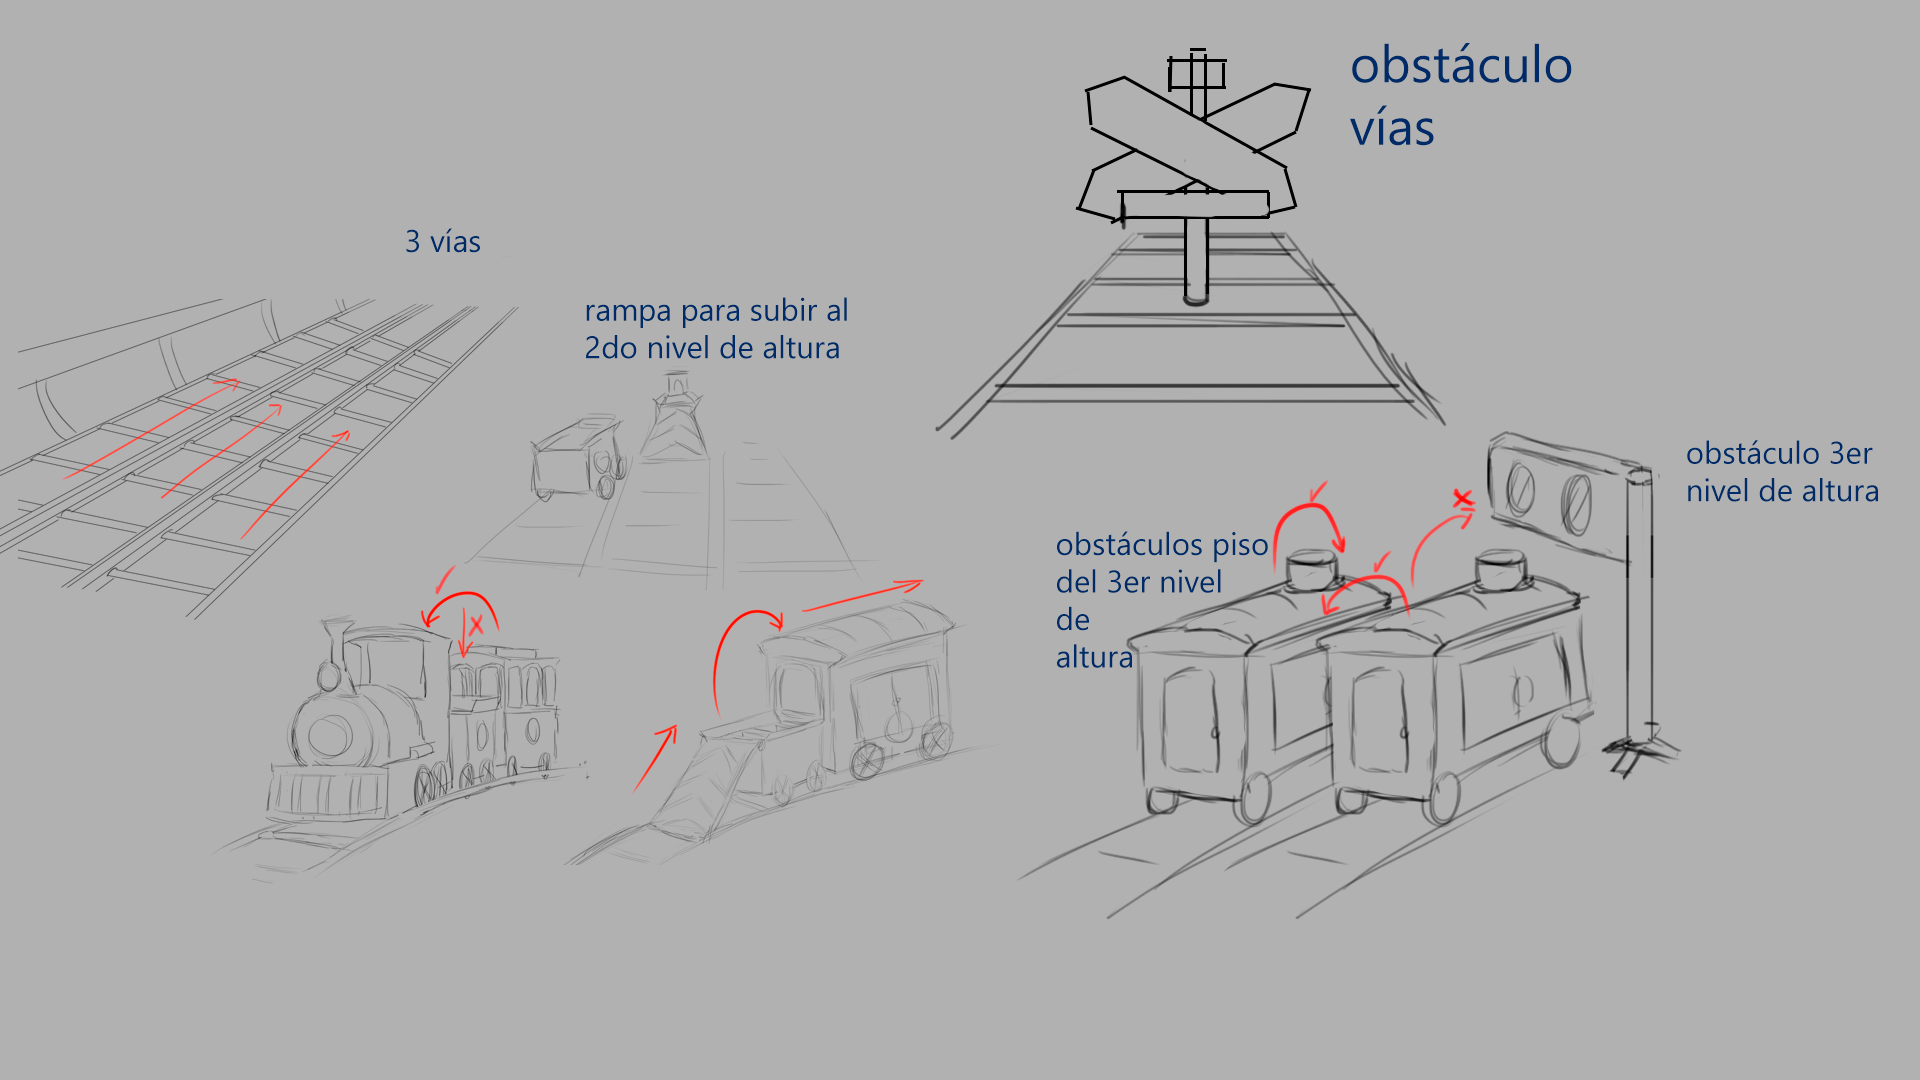 3 vías
rampa para subir al
2do nivel de altura
obstáculo
vías
obstáculos piso
del 3er nivel
de
altura
obstáculo 3er
nivel de altura